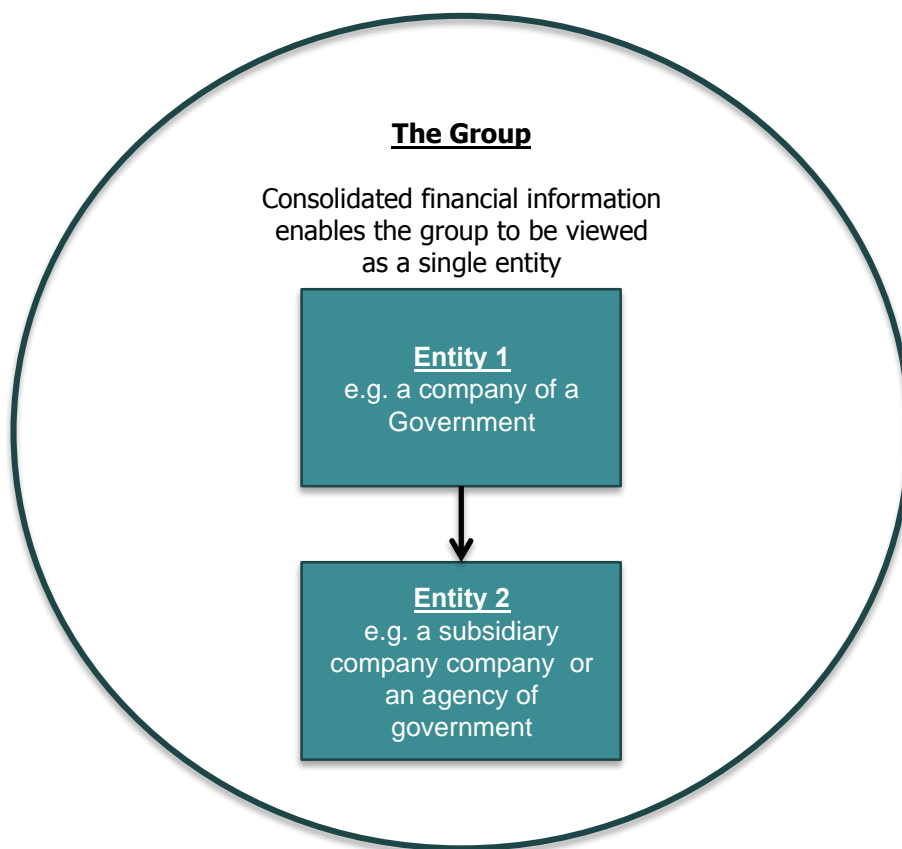 The Group
Consolidated financial information
enables the group to be viewed
as a single entity
Entity 1
e.g. a company of a
Government
Entity 2
e.g. a subsidiary
company company or
an agency of
government